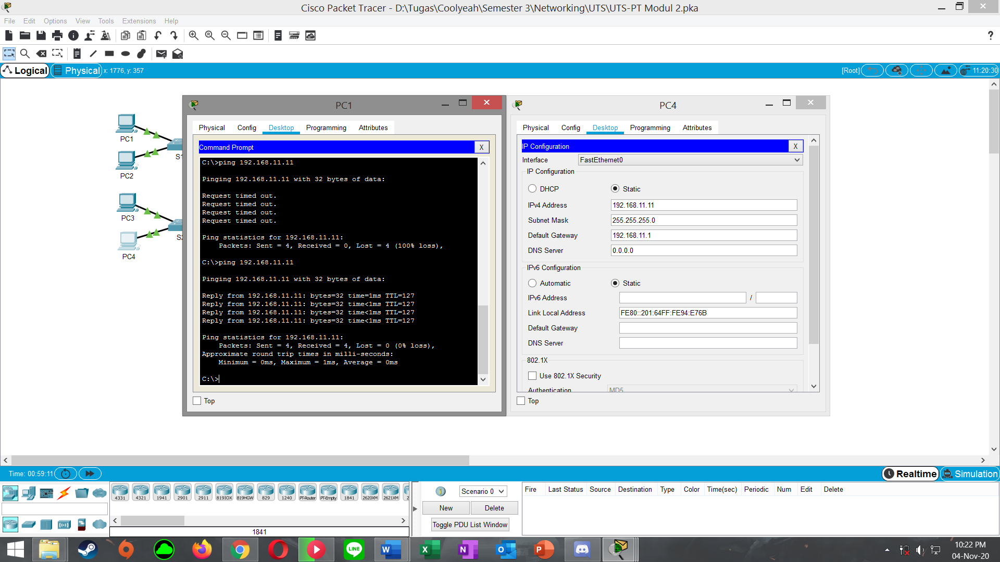 Cisco Packet Tracer - D:\Tugas\Coolyeah\Semester 3\Networking\UTS\UTS-PT Modul 2.pka
File Edit Options View Tools Extensions Help
?
Logical Physical x: 1776, y: 357 [Root] 11:20:30
PC1
PC2
PC3
PC4
S1
PC1
Physical Config Desktop Programming Attributes
Command Prompt X
C:\>ping 192.168.11.11
Pinging 192.168.11.11 with 32 bytes of data:
Request timed out.
Request timed out.
Request timed out.
Request timed out.
Ping statistics for 192.168.11.11:
Packets: Sent = 4, Received = 0, Lost = 4 (100% loss),
C:\>ping 192.168.11.11
Pinging 192.168.11.11 with 32 bytes of data:
Reply from 192.168.11.11: bytes=32 time=1ms TTL=127
Reply from 192.168.11.11: bytes=32 time<1ms TTL=127
Reply from 192.168.11.11: bytes=32 time<1ms TTL=127
Reply from 192.168.11.11: bytes=32 time<1ms TTL=127
Ping statistics for 192.168.11.11:
Packets: Sent = 4, Received = 4, Lost = 0 (0% loss),
Approximate round trip times in milli-seconds:
Minimum = 0ms, Maximum = 1ms, Average = 0ms
C:\>
Top
PC4
Physical Config Desktop Programming Attributes
IP Configuration X
Interface FastEthernet0
IP Configuration
DHCP Static
IPv4 Address 192.168.11.11
Subnet Mask 255.255.255.0
Default Gateway 192.168.11.1
DNS Server 0.0.0.0
IPv6 Configuration
Automatic Static
IPv6 Address /
Link Local Address FE80::201:64FF:FE94:E76B
Default Gateway
DNS Server
802.1X
Use 802.1X Security
Authentication MD5
Top
Time: 00:59:11 Realtime Simulation
4331 4321 1941 2901 2911 819IOX 819HGW 829 1240 PT-Router PT-Empty 1841 2620XM 2621XM
1841
1 Scenario 0
New Delete
Toggle PDU List Window
Fire Last Status Source Destination Type Color Time(sec) Periodic Num Edit Delete
LINE W X N O P
10:22 PM
04-Nov-20